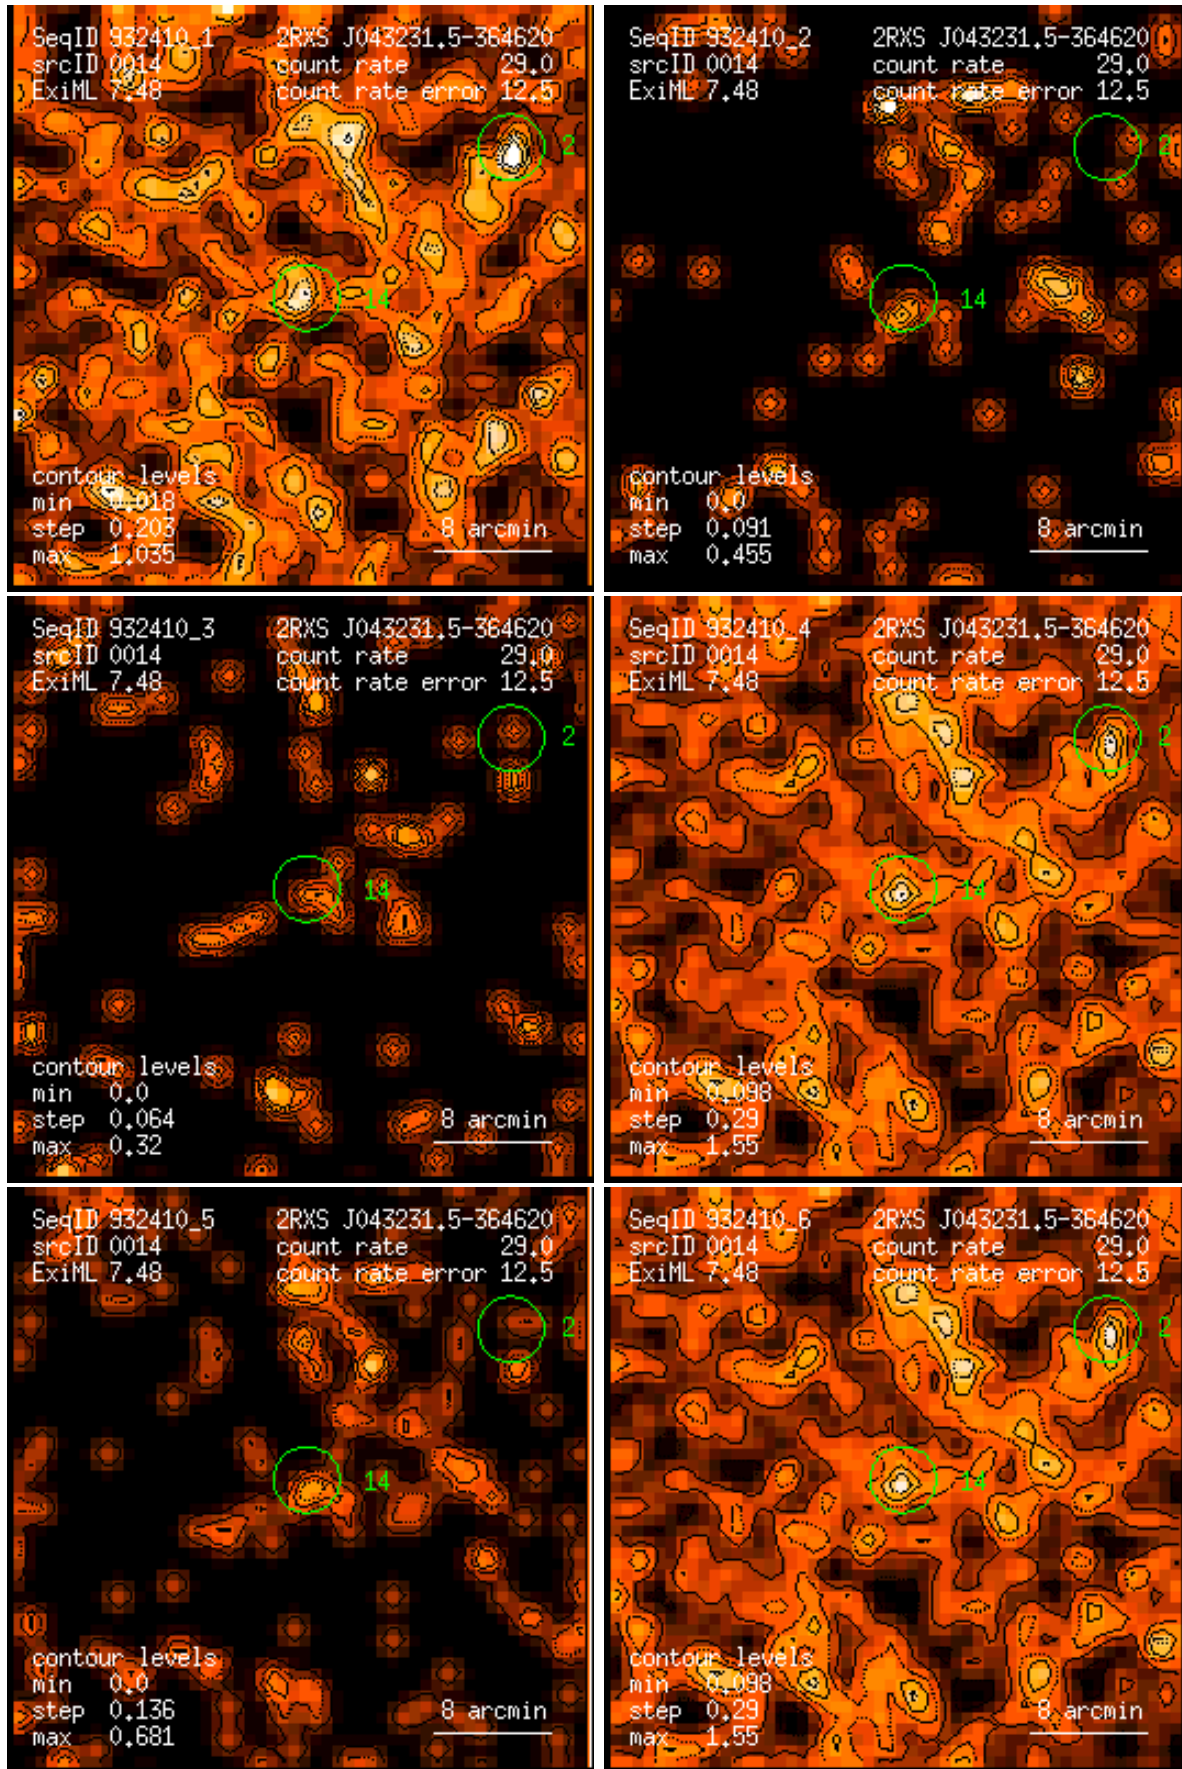 SeqID 932410_1 2RXS J043231.5-364620
srcID 0014 count rate 29.0
ExiML 7.48 count rate error 12.5
2
14
contour levels
min 0.018
step 0.203 8 arcmin
max 1.035
SeqID 932410_2 2RXS J043231.5-364620
srcID 0014 count rate 29.0
ExiML 7.48 count rate error 12.5
2
14
contour levels
min 0.0
step 0.091 8 arcmin
max 0.455
SeqID 932410_3 2RXS J043231.5-364620
srcID 0014 count rate 29.0
ExiML 7.48 count rate error 12.5
2
14
contour levels
min 0.0
step 0.064 8 arcmin
max 0.32
SeqID 932410_4 2RXS J043231.5-364620
srcID 0014 count rate 29.0
ExiML 7.48 count rate error 12.5
2
14
contour levels
min 0.098
step 0.29 8 arcmin
max 1.55
SeqID 932410_5 2RXS J043231.5-364620
srcID 0014 count rate 29.0
ExiML 7.48 count rate error 12.5
2
14
contour levels
min 0.0
step 0.136 8 arcmin
max 0.681
SeqID 932410_6 2RXS J043231.5-364620
srcID 0014 count rate 29.0
ExiML 7.48 count rate error 12.5
2
14
contour levels
min 0.098
step 0.29 8 arcmin
max 1.55